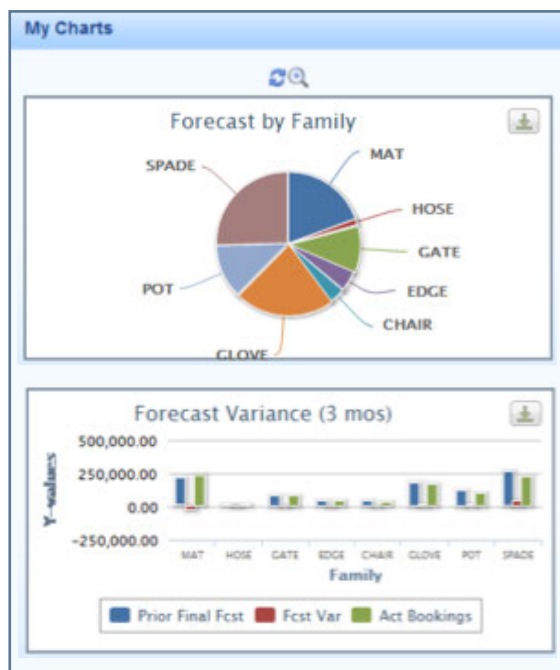 My Charts
Forecast by Family
SPADE
MAT
HOSE
GATE
EDGE
CHAIR
GLOVE
POT
Forecast Variance (3 mos)
500,000.00
250,000.00
0.00
-250,000.00
Y-values
MAT HOSE GATE EDGE CHAIR GLOVE POT SPADE
Family
Prior Final Fcst Fcst Var Act Bookings